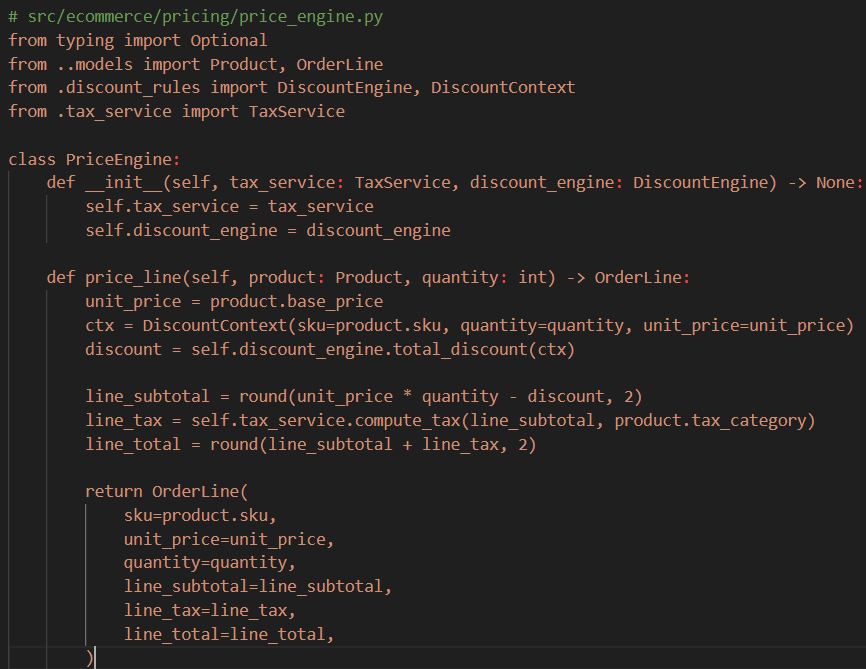 # src/ecommerce/pricing/price_engine.py
from typing import Optional
from ..models import Product, OrderLine
from .discount_rules import DiscountEngine, DiscountContext
from .tax_service import TaxService

class PriceEngine:
    def __init__(self, tax_service: TaxService, discount_engine: DiscountEngine) -> None:
        self.tax_service = tax_service
        self.discount_engine = discount_engine

    def price_line(self, product: Product, quantity: int) -> OrderLine:
        unit_price = product.base_price
        ctx = DiscountContext(sku=product.sku, quantity=quantity, unit_price=unit_price)
        discount = self.discount_engine.total_discount(ctx)

        line_subtotal = round(unit_price * quantity - discount, 2)
        line_tax = self.tax_service.compute_tax(line_subtotal, product.tax_category)
        line_total = round(line_subtotal + line_tax, 2)

        return OrderLine(
            sku=product.sku,
            unit_price=unit_price,
            quantity=quantity,
            line_subtotal=line_subtotal,
            line_tax=line_tax,
            line_total=line_total,
        )